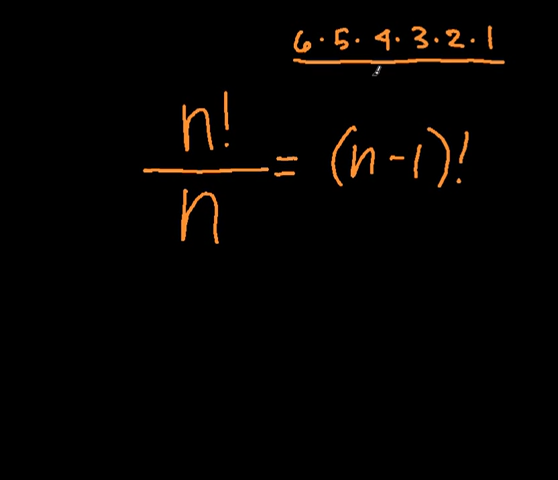 6 · 5 · 4 · 3 · 2 · 1
n!
= (n - 1)!
n